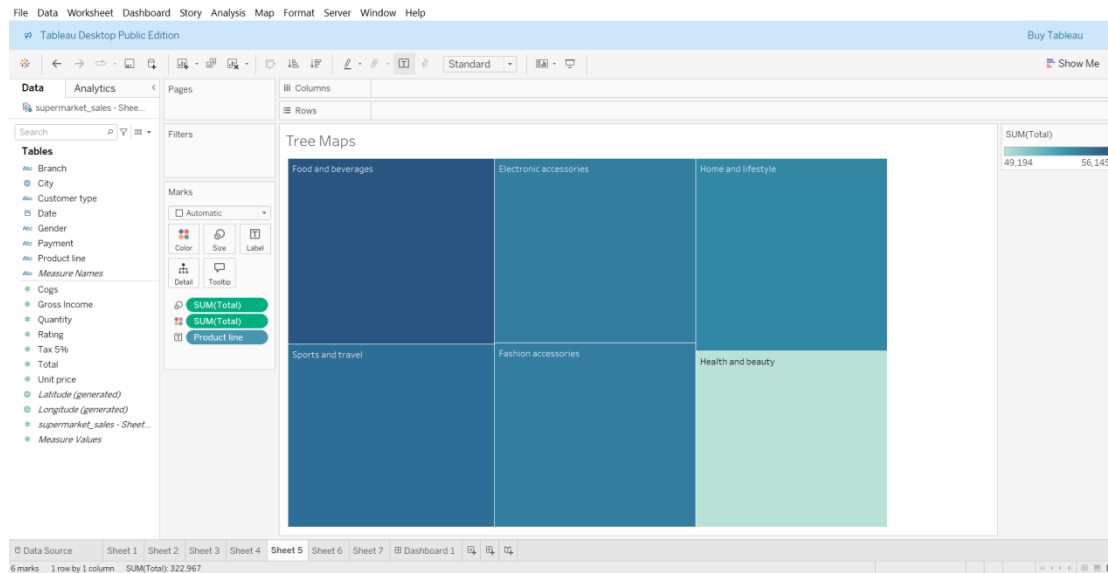 File Data Worksheet Dashboard Story Analysis Map Format Server Window Help
Tableau Desktop Public Edition Buy Tableau
Standard Show Me
Data Analytics
supermarket_sales - Shee...
Search
Tables
Abc Branch
City
Abc Customer type
Date
Abc Gender
Abc Payment
Abc Product line
Abc Measure Names
# Cogs
# Gross Income
# Quantity
# Rating
# Tax 5%
# Total
# Unit price
Latitude (generated)
Longitude (generated)
# supermarket_sales - Sheet...
# Measure Values
Pages
Filters
Marks
Automatic
Color Size Label
Detail Tooltip
SUM(Total)
SUM(Total)
Product line
Columns
Rows
Tree Maps
Food and beverages
Electronic accessories
Home and lifestyle
Sports and travel
Fashion accessories
Health and beauty
SUM(Total)
49,194 56,145
Data Source Sheet 1 Sheet 2 Sheet 3 Sheet 4 Sheet 5 Sheet 6 Sheet 7 Dashboard 1
6 marks 1 row by 1 column SUM(Total): 322,967